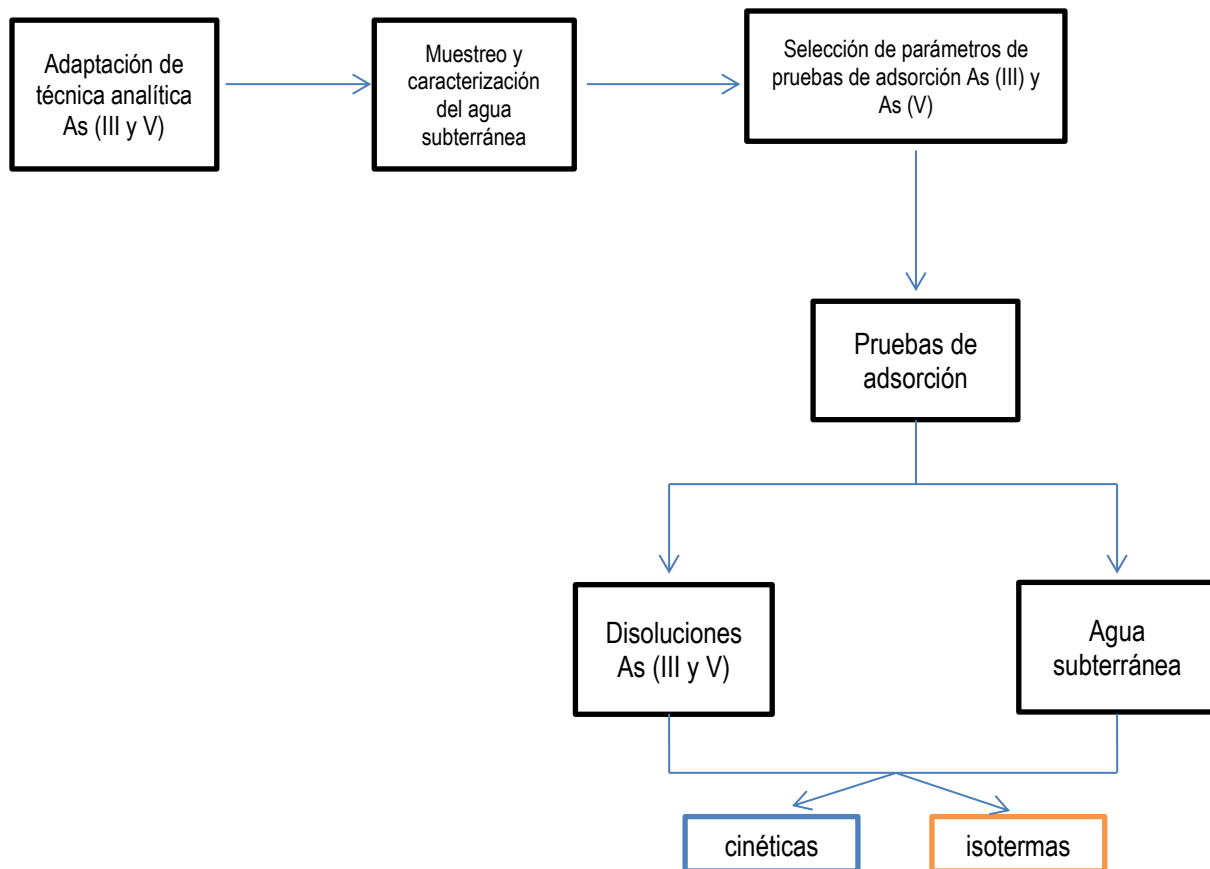 Adaptación de
técnica analítica
As (III y V)
Muestreo y
caracterización
del agua
subterránea
Selección de parámetros de
pruebas de adsorción As (III) y
As (V)
Pruebas de
adsorción
Disoluciones
As (III y V)
Agua
subterránea
cinéticas
isotermas